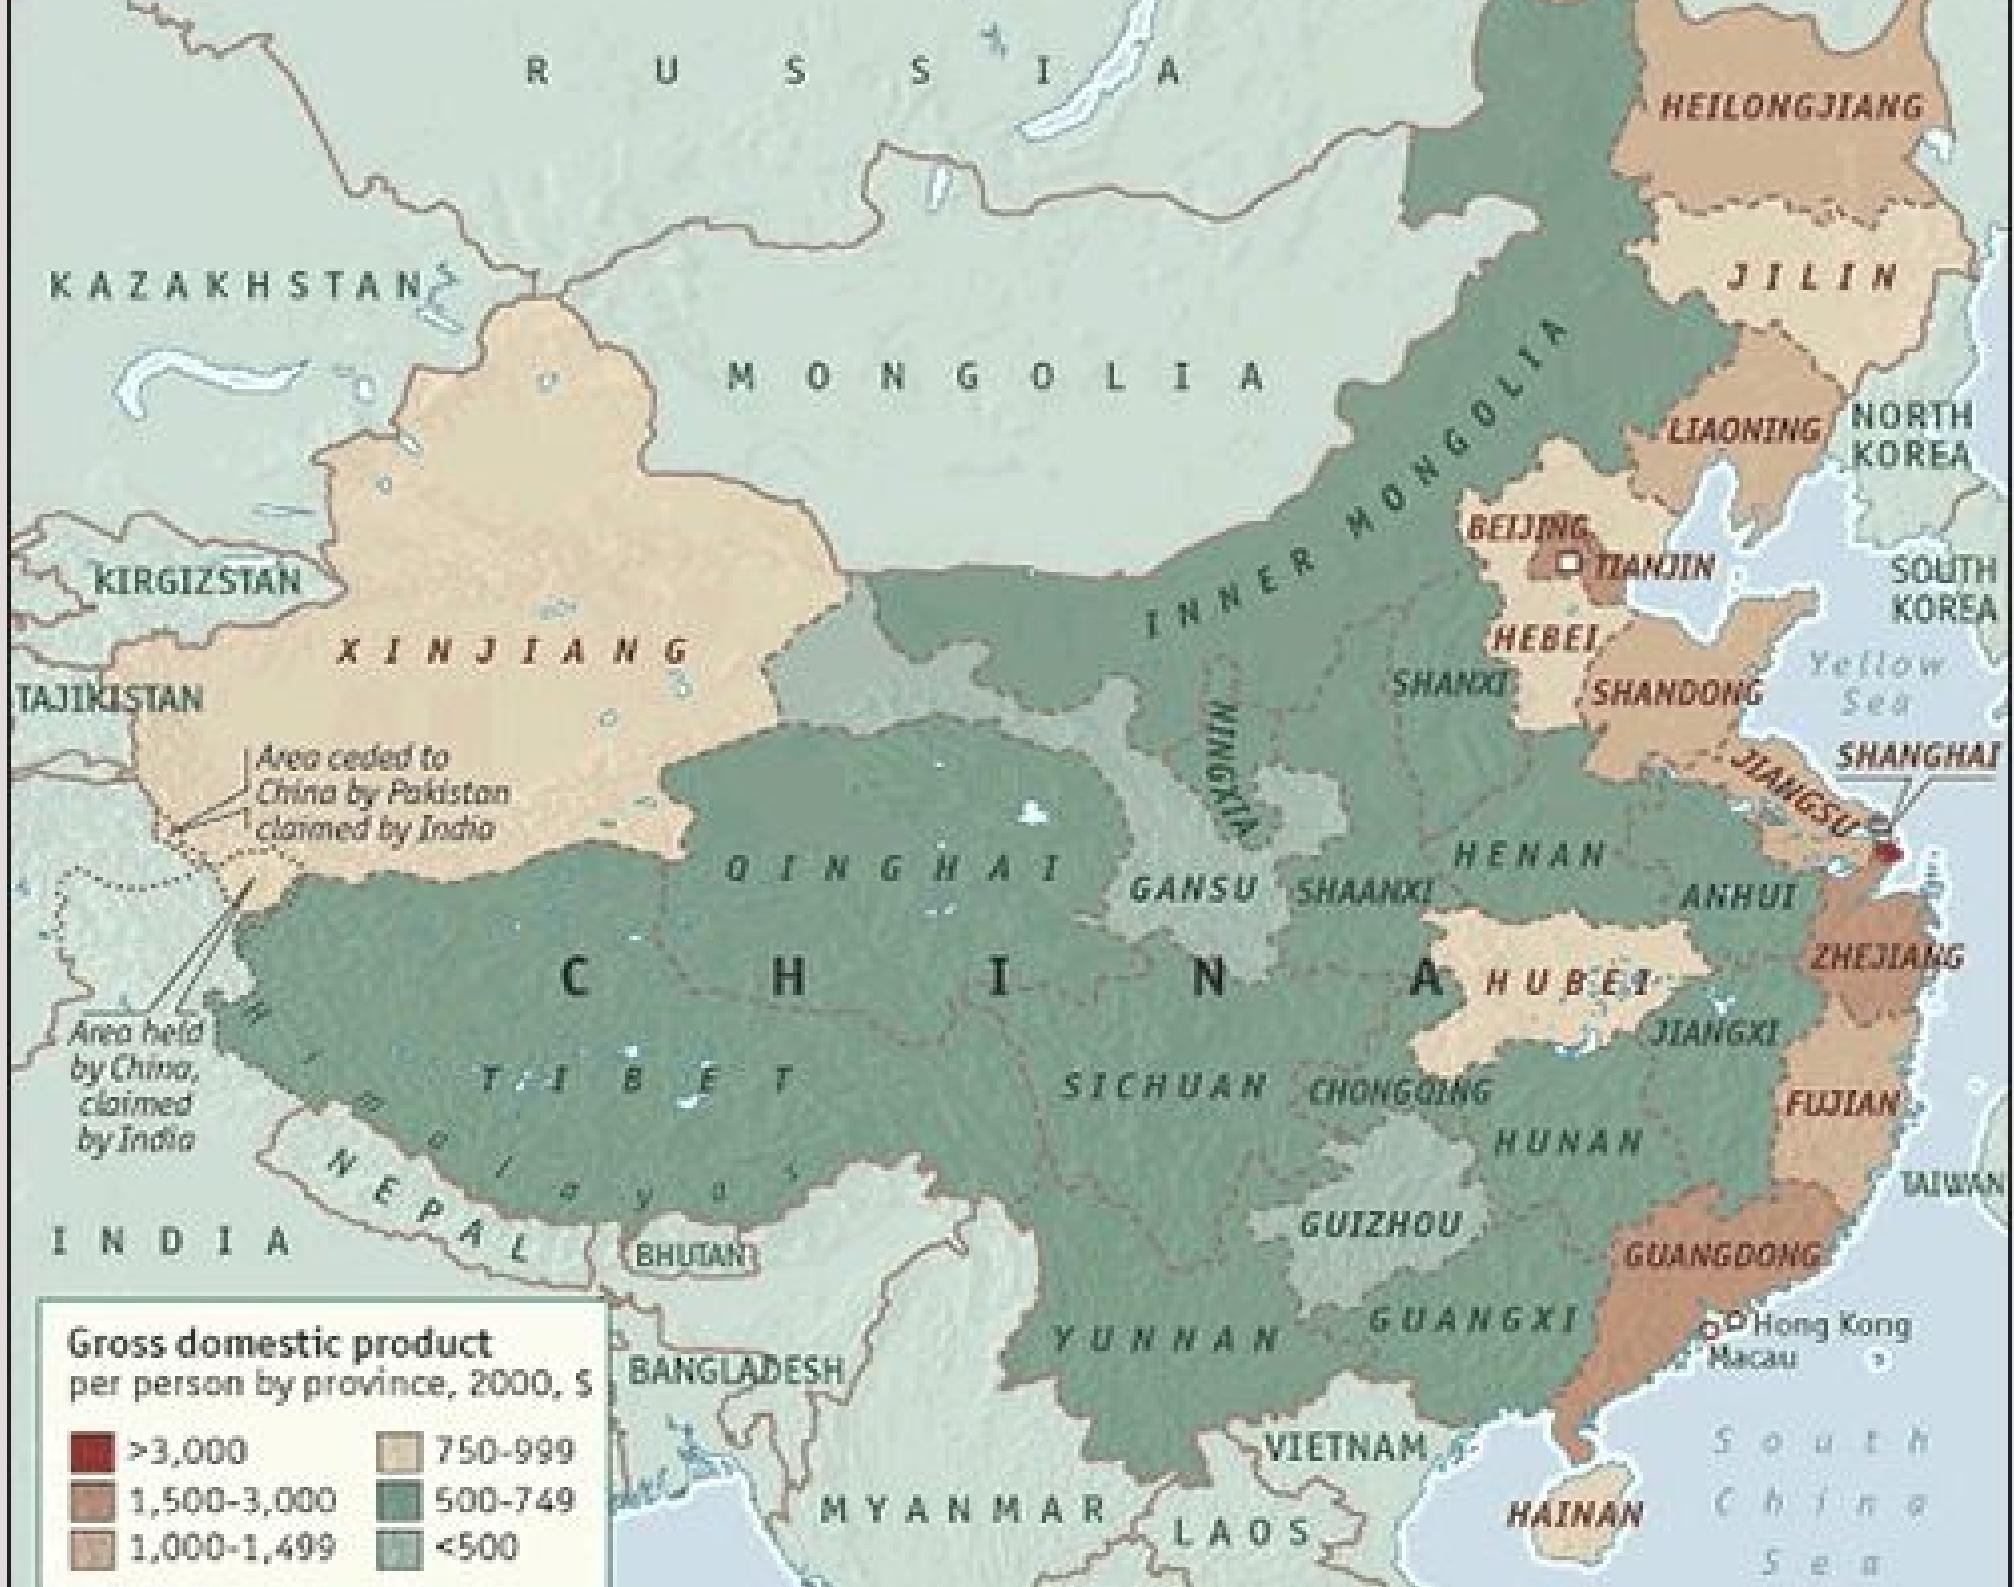 RUSSIA
HEILONGJIANG
KAZAKHSTAN
JILIN
MONGOLIA
INNER MONGOLIA
LIAONING
NORTH
KOREA
BEIJING
TIANJIN
KIRGIZSTAN
SOUTH
KOREA
XINJIANG
HEBEI
SHANXI
SHANDONG
Yellow
Sea
TAJIKISTAN
NINGXIA
SHANGHAI
JIANGSU
Area ceded to
China by Pakistan
claimed by India
QINGHAI
GANSU
SHAANXI
HENAN
ANHUI
CHINA
HUBEI
ZHEJIANG
Area held
by China,
claimed
by India
Himalayas
TIBET
SICHUAN
CHONGQING
JIANGXI
HUNAN
FUJIAN
NEPAL
TAIWAN
INDIA
BHUTAN
GUIZHOU
GUANGDONG
YUNNAN
GUANGXI
Hong Kong
Macau
BANGLADESH
VIETNAM
MYANMAR
LAOS
HAINAN
South
China
Sea
Gross domestic product
per person by province, 2000, $
>3,000
1,500-3,000
1,000-1,499
750-999
500-749
<500